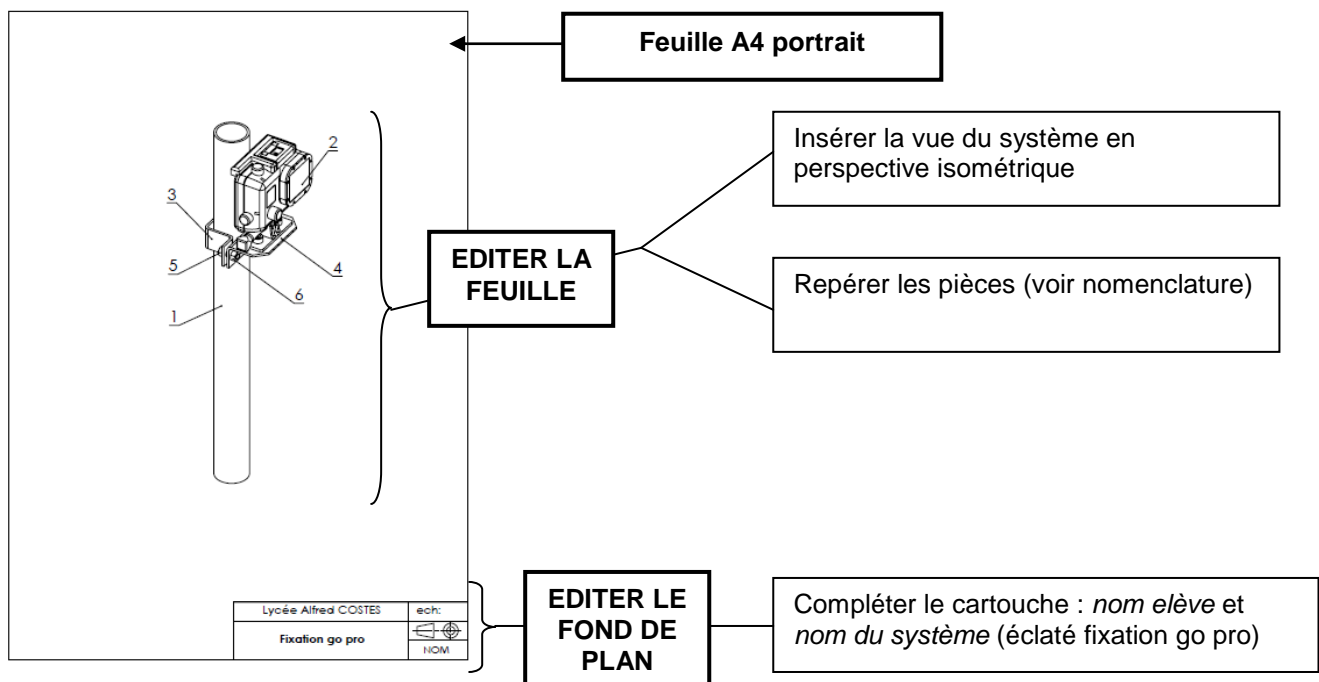 Feuille A4 portrait
2
3
5
4
6
1
EDITER LA
FEUILLE
Insérer la vue du système en
perspective isométrique
Repérer les pièces (voir nomenclature)
Lycée Alfred COSTES
ech:
Fixation go pro
NOM
EDITER LE
FOND DE
PLAN
Compléter le cartouche : nom elève et
nom du système (éclaté fixation go pro)